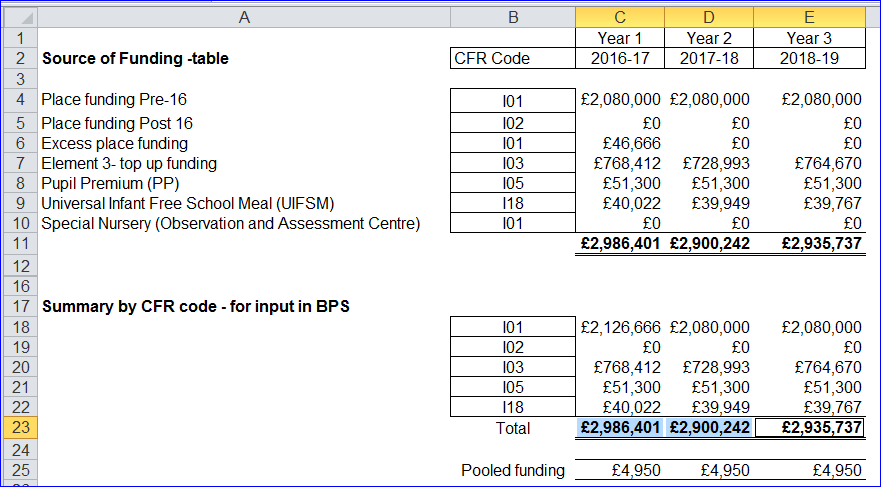 A B C D E
1 Year 1 Year 2 Year 3
2 Source of Funding -table CFR Code 2016-17 2017-18 2018-19
3
4 Place funding Pre-16 I01 £2,080,000 £2,080,000 £2,080,000
5 Place funding Post 16 I02 £0 £0 £0
6 Excess place funding I01 £46,666 £0 £0
7 Element 3- top up funding I03 £768,412 £728,993 £764,670
8 Pupil Premium (PP) I05 £51,300 £51,300 £51,300
9 Universal Infant Free School Meal (UIFSM) I18 £40,022 £39,949 £39,767
10 Special Nursery (Observation and Assessment Centre) I01 £0 £0 £0
11 £2,986,401 £2,900,242 £2,935,737
12
16
17 Summary by CFR code - for input in BPS
18 I01 £2,126,666 £2,080,000 £2,080,000
19 I02 £0 £0 £0
20 I03 £768,412 £728,993 £764,670
21 I05 £51,300 £51,300 £51,300
22 I18 £40,022 £39,949 £39,767
23 Total £2,986,401 £2,900,242 £2,935,737
24
25 Pooled funding £4,950 £4,950 £4,950